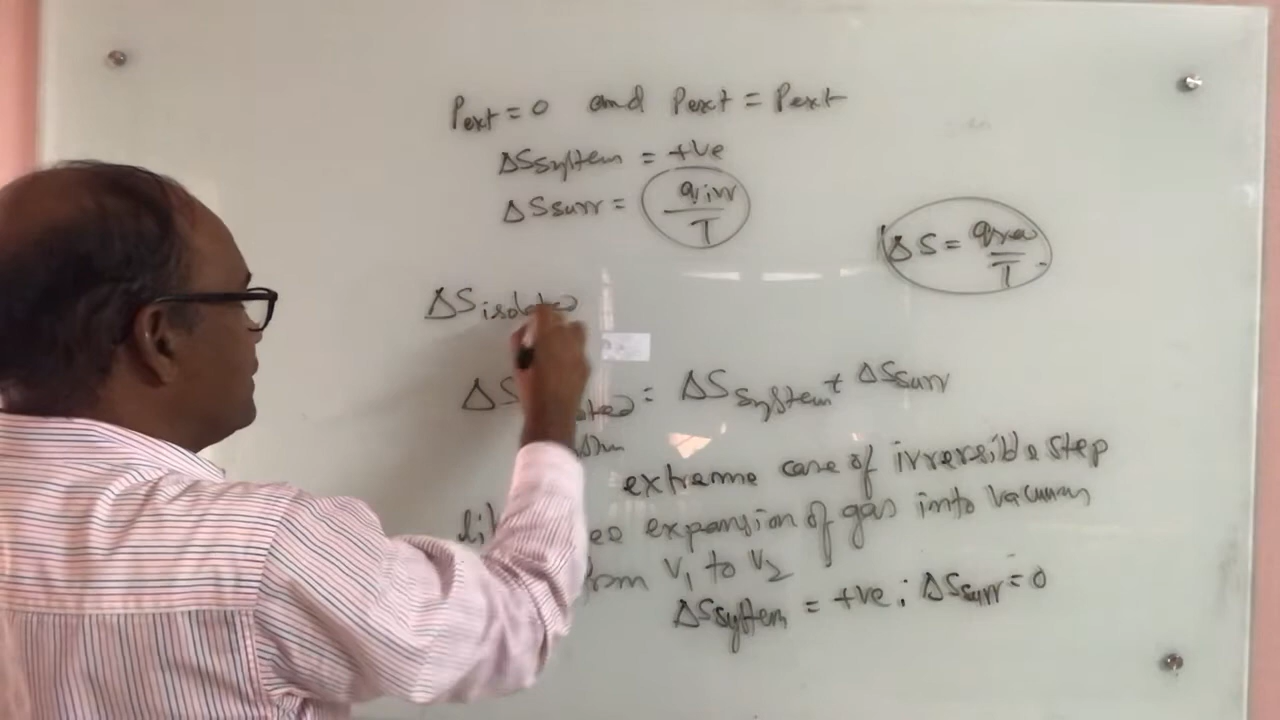 Pext = 0 and Pext = Pext
ΔSsystem = +ve
ΔSsurr = qirr/T
ΔS = qrev/T
ΔSisolated
ΔS = ΔSsystem + ΔSsurr
extreme case of irreversible step
expansion of gas into vacuum
from V1 to V2
ΔSsystem = +ve ; ΔSsurr = 0